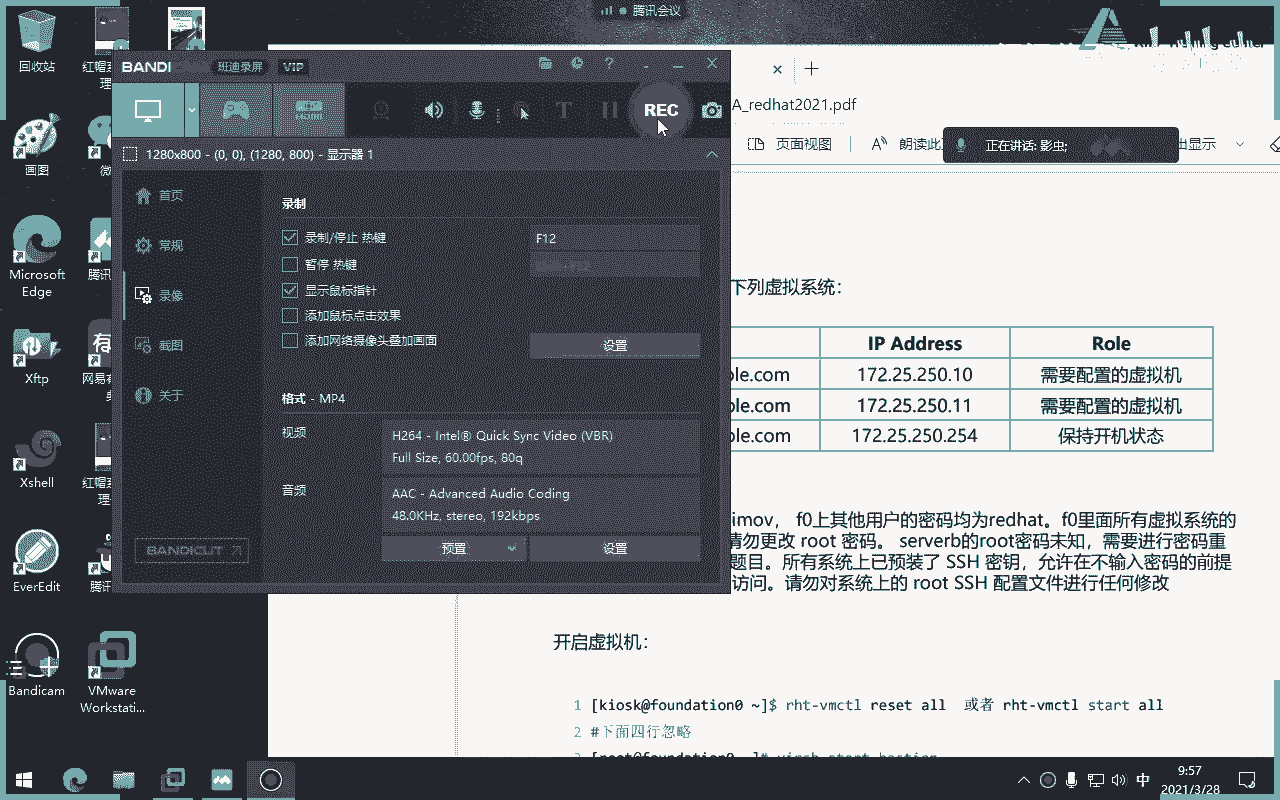 腾讯会议
回收站
红帽
理
画图
微
Microsoft
Edge
腾讯
Xftp
网易有
Xshell
红帽
理
EverEdit
腾讯
Bandicam
VMware
Workstati...
BANDI
班迪录屏
VIP
REC
1280x800 - (0, 0), (1280, 800) - 显示器 1
首页
常规
录像
截图
关于
BANDICUT
录制
录制/停止 热键
F12
暂停 热键
显示鼠标指针
添加鼠标点击效果
添加网络摄像头叠加画面
设置
格式 - MP4
视频
H264 - Intel® Quick Sync Video (VBR)
Full Size, 60.00fps, 80q
音频
AAC - Advanced Audio Coding
48.0KHz, stereo, 192kbps
预置
设置
A_redhat2021.pdf
页面视图
朗读此
正在讲话: 影虫;
出显示
下列虚拟系统:
IP Address Role
ble.com 172.25.250.10 需要配置的虚拟机
ble.com 172.25.250.11 需要配置的虚拟机
ble.com 172.25.250.254 保持开机状态
imov， f0上其他用户的密码均为redhat。f0里面所有虚拟系统的
请勿更改 root 密码。 serverb的root密码未知，需要进行密码重
题目。所有系统上已预装了 SSH 密钥，允许在不输入密码的前提
访问。请勿对系统上的 root SSH 配置文件进行任何修改
开启虚拟机:
1 [kiosk@foundation0 ~]$ rht-vmctl reset all 或者 rht-vmctl start all
2 #下面四行忽略
中
9:57
2021/3/28